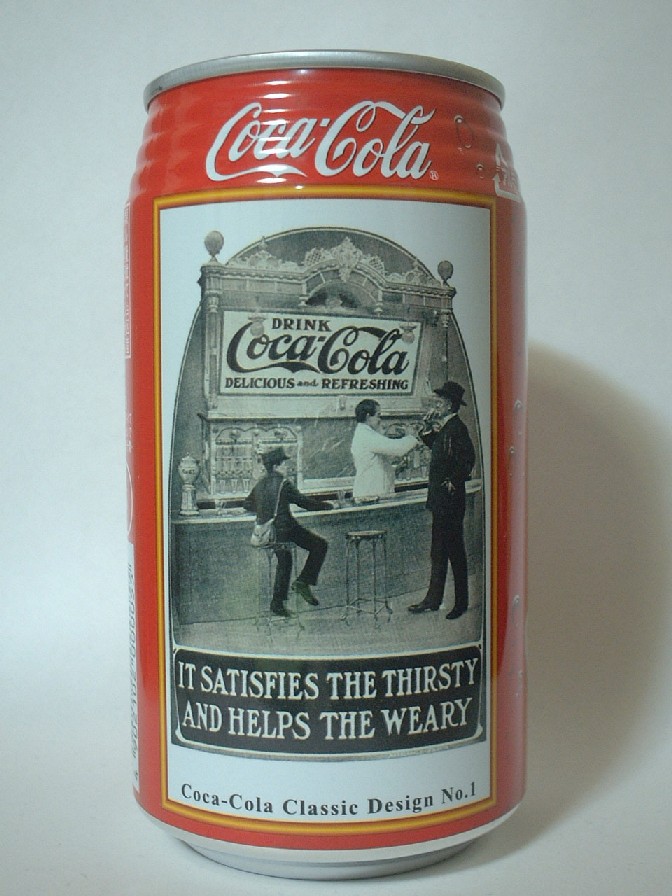 Coca-Cola®
DRINK
Coca-Cola
DELICIOUS and REFRESHING
IT SATISFIES THE THIRSTY
AND HELPS THE WEARY
Coca-Cola Classic Design No.1